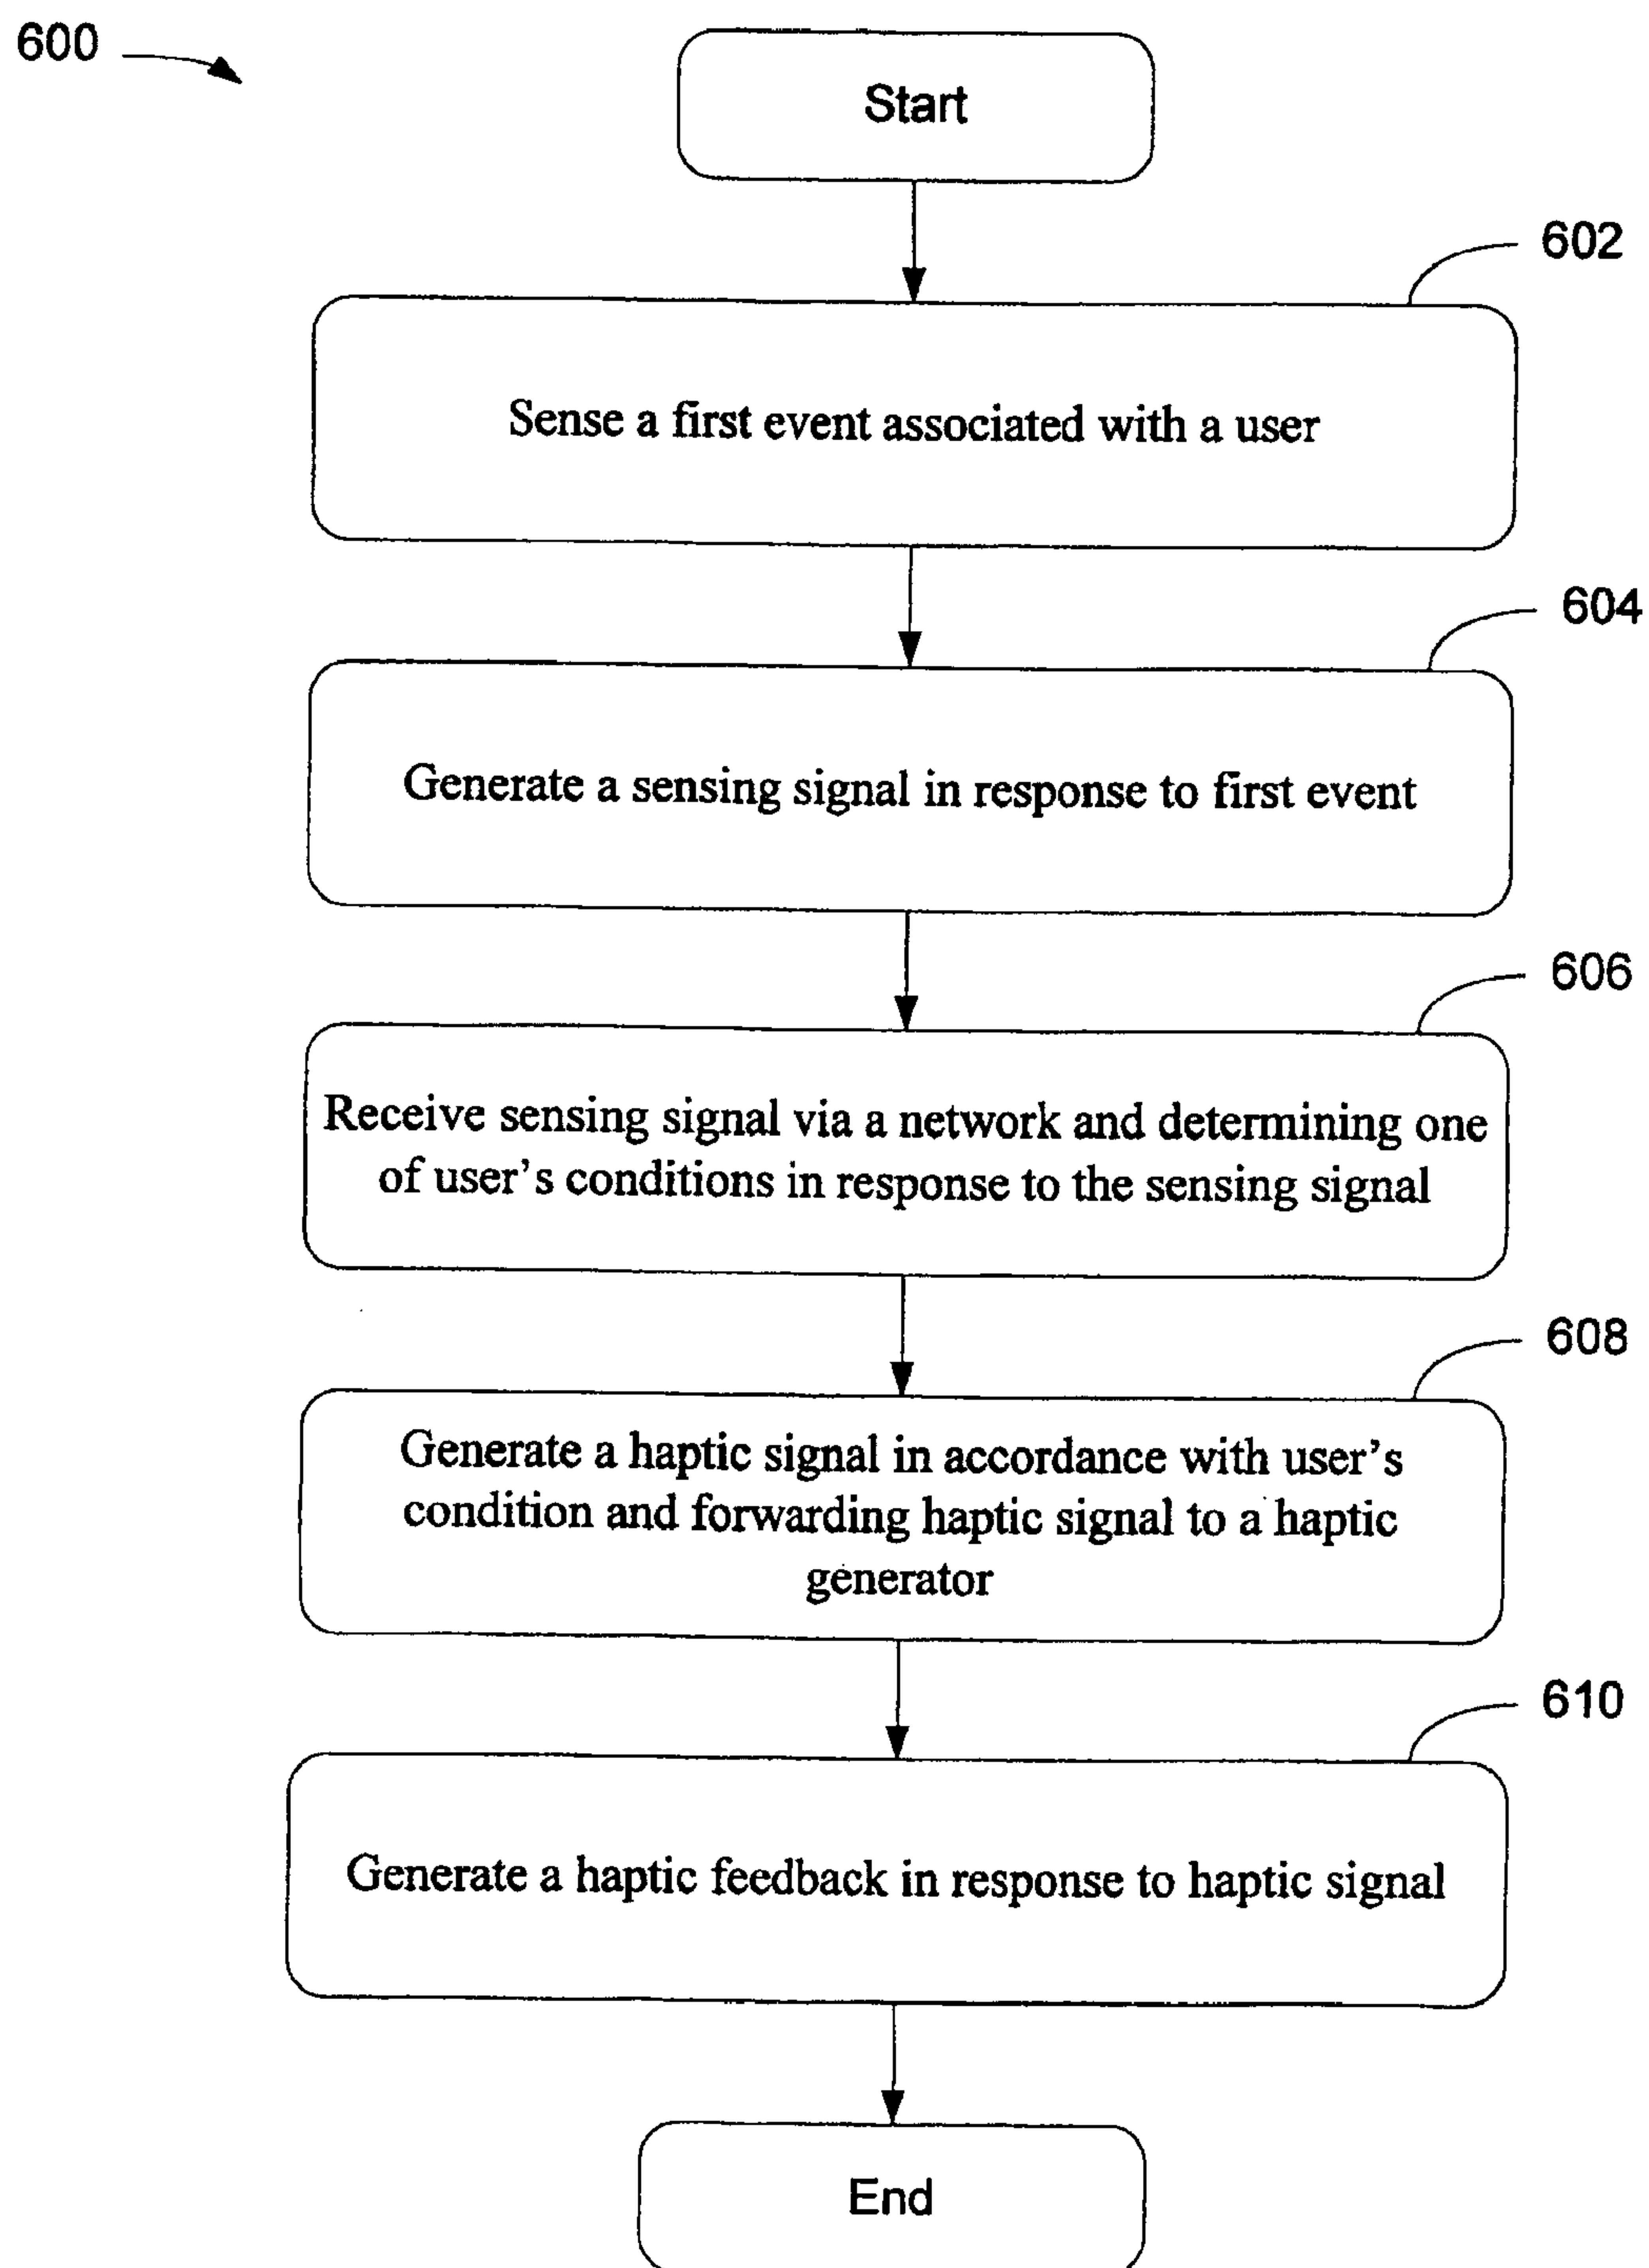 600
Start
602
Sense a first event associated with a user
604
Generate a sensing signal in response to first event
606
Receive sensing signal via a network and determining one
of user's conditions in response to the sensing signal
608
Generate a haptic signal in accordance with user's
condition and forwarding haptic signal to a haptic
generator
610
Generate a haptic feedback in response to haptic signal
End